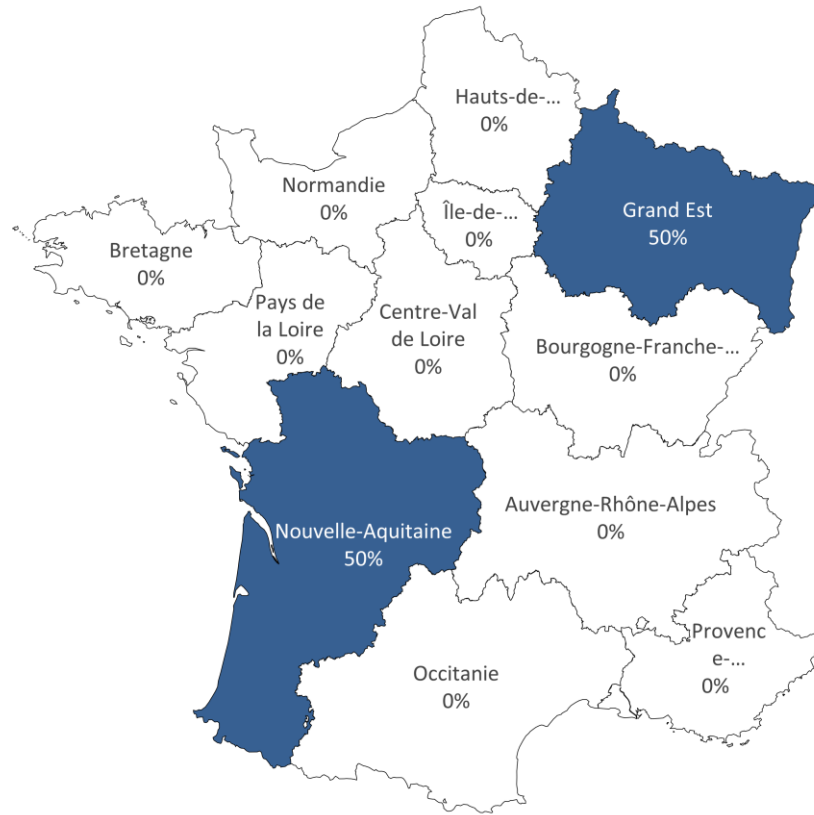 Hauts-de-...
0%
Normandie
0%
Île-de-...
0%
Grand Est
50%
Bretagne
0%
Pays de
la Loire
0%
Centre-Val
de Loire
0%
Bourgogne-Franche-...
0%
Nouvelle-Aquitaine
50%
Auvergne-Rhône-Alpes
0%
Provenc
e-...
0%
Occitanie
0%